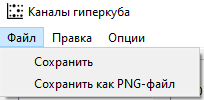 Каналы гиперкуба
Файл Правка Опции
Сохранить
Сохранить как PNG-файл